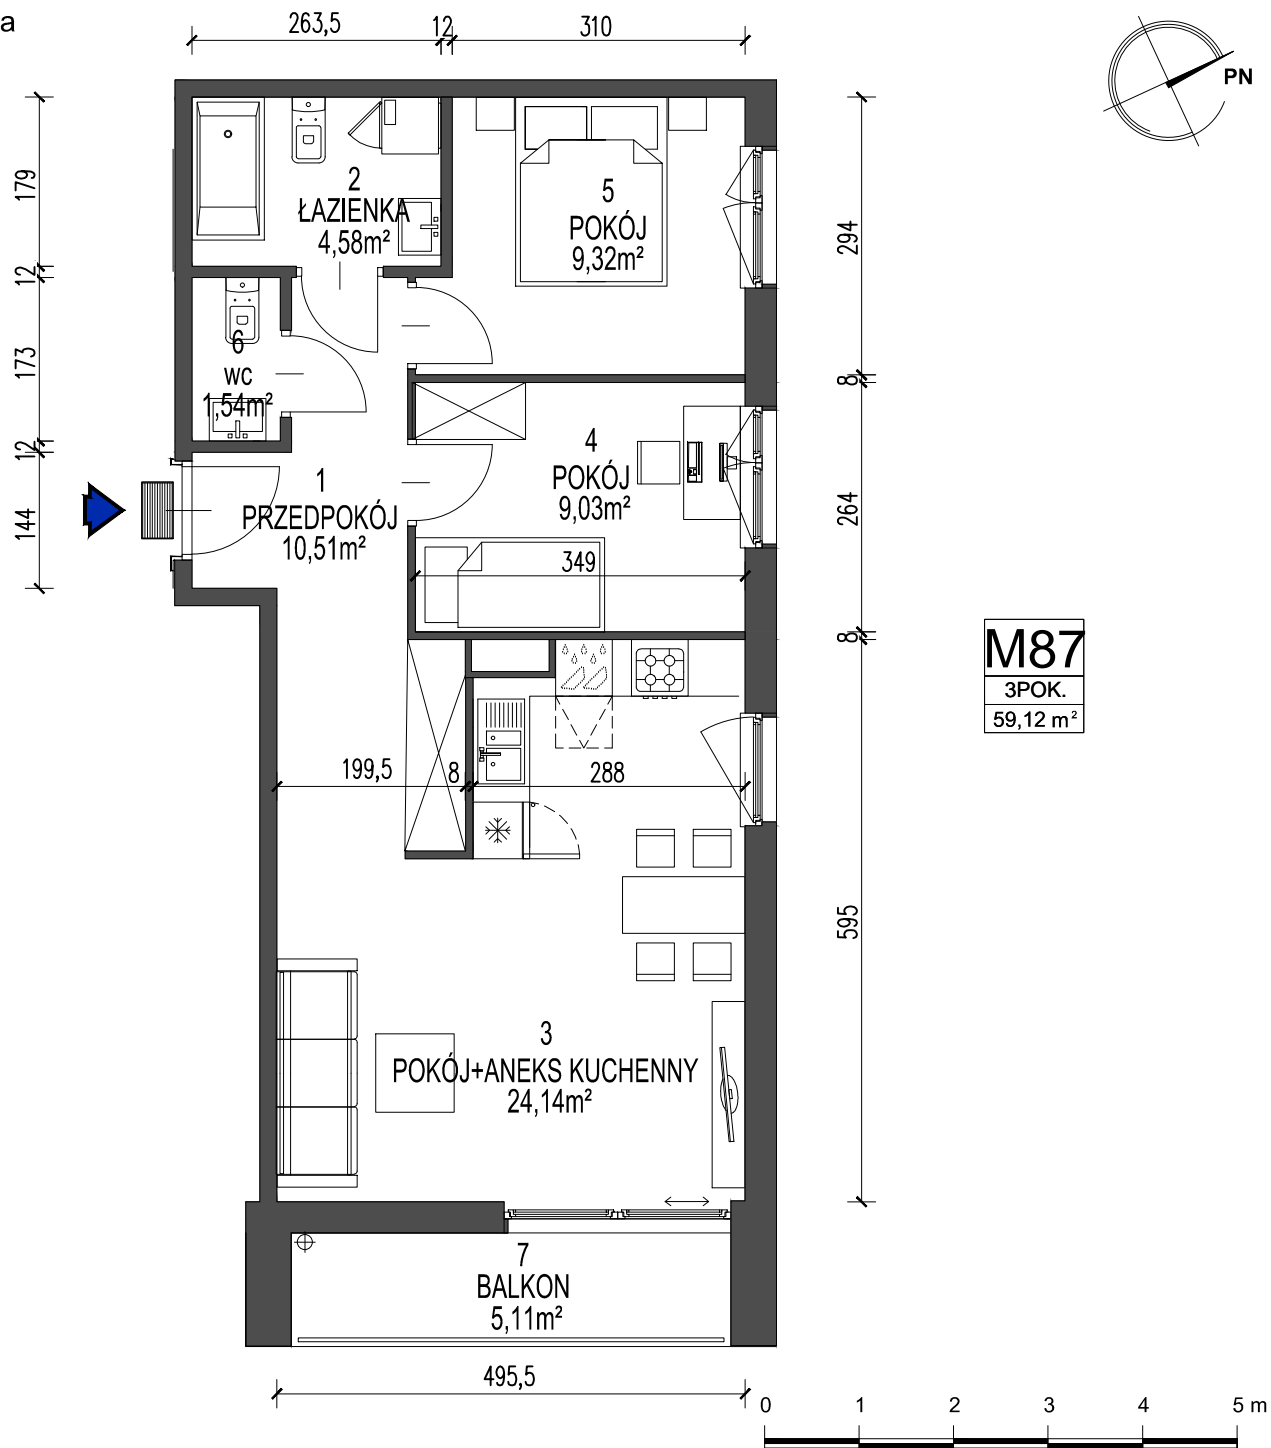 a
263,5
12
310
PN
179
12
173
12
144
2
ŁAZIENKA
4,58m²
5
POKÓJ
9,32m²
294
8
264
8
595
6
WC
1,54m²
4
POKÓJ
9,03m²
1
PRZEDPOKÓJ
10,51m²
349
M87
3POK.
59,12 m²
199,5
8
288
3
POKÓJ+ANEKS KUCHENNY
24,14m²
7
BALKON
5,11m²
495,5
0 1 2 3 4 5 m